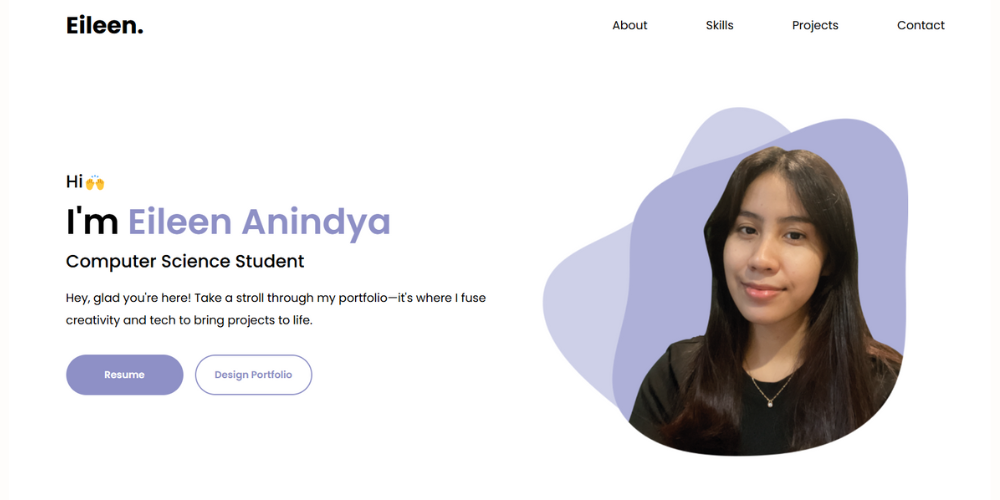 Eileen.
About Skills Projects Contact
Hi🙌
I'm Eileen Anindya
Computer Science Student
Hey, glad you're here! Take a stroll through my portfolio—it's where I fuse
creativity and tech to bring projects to life.
Resume Design Portfolio